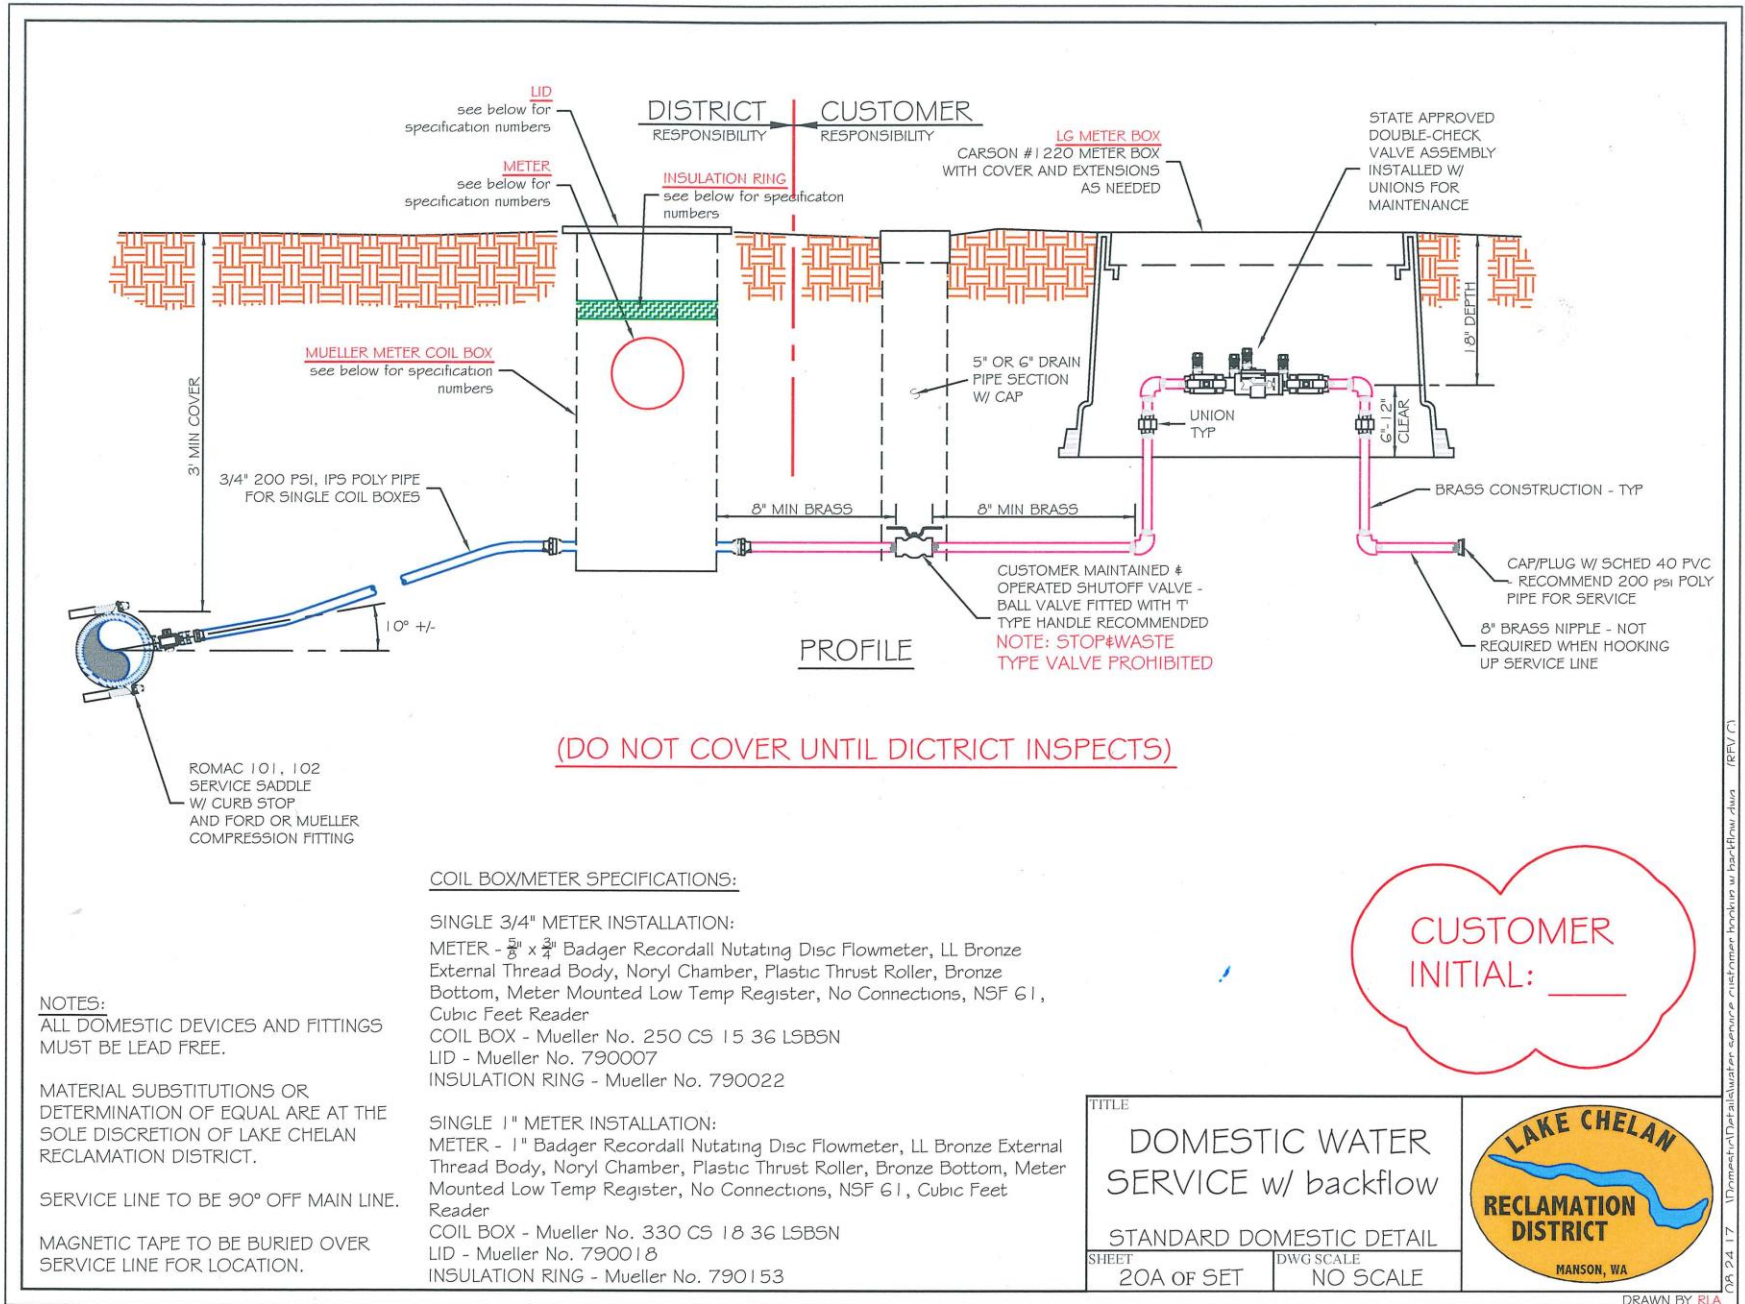 LID
see below for
specification numbers
METER
see below for
specification numbers
DISTRICT
RESPONSIBILITY
CUSTOMER
RESPONSIBILITY
INSULATION RING
see below for specificaton
numbers
LG METER BOX
CARSON #1220 METER BOX
WITH COVER AND EXTENSIONS
AS NEEDED
STATE APPROVED
DOUBLE-CHECK
VALVE ASSEMBLY
INSTALLED W/
UNIONS FOR
MAINTENANCE
3' MIN COVER
MUELLER METER COIL BOX
see below for specification
numbers
5" OR 6" DRAIN
PIPE SECTION
W/ CAP
18" DEPTH
6"-12"
CLEAR
UNION
TYP
3/4" 200 PSI, IPS POLY PIPE
FOR SINGLE COIL BOXES
8" MIN BRASS
8" MIN BRASS
BRASS CONSTRUCTION - TYP
10° +/-
CUSTOMER MAINTAINED &
OPERATED SHUTOFF VALVE -
BALL VALVE FITTED WITH 'T'
TYPE HANDLE RECOMMENDED
NOTE: STOP&WASTE
TYPE VALVE PROHIBITED
CAP/PLUG W/ SCHED 40 PVC
- RECOMMEND 200 psi POLY
PIPE FOR SERVICE
8" BRASS NIPPLE - NOT
REQUIRED WHEN HOOKING
UP SERVICE LINE
PROFILE
(DO NOT COVER UNTIL DICTRICT INSPECTS)
ROMAC 101, 102
SERVICE SADDLE
W/ CURB STOP
AND FORD OR MUELLER
COMPRESSION FITTING
COIL BOX/METER SPECIFICATIONS:
SINGLE 3/4" METER INSTALLATION:
METER - 5/8" x 3/4" Badger Recordall Nutating Disc Flowmeter, LL Bronze
External Thread Body, Noryl Chamber, Plastic Thrust Roller, Bronze
Bottom, Meter Mounted Low Temp Register, No Connections, NSF 61,
Cubic Feet Reader
COIL BOX - Mueller No. 250 CS 15 36 LSBSN
LID - Mueller No. 790007
INSULATION RING - Mueller No. 790022
SINGLE 1" METER INSTALLATION:
METER - 1" Badger Recordall Nutating Disc Flowmeter, LL Bronze External
Thread Body, Noryl Chamber, Plastic Thrust Roller, Bronze Bottom, Meter
Mounted Low Temp Register, No Connections, NSF 61, Cubic Feet
Reader
COIL BOX - Mueller No. 330 CS 18 36 LSBSN
LID - Mueller No. 790018
INSULATION RING - Mueller No. 790153
NOTES:
ALL DOMESTIC DEVICES AND FITTINGS
MUST BE LEAD FREE.
MATERIAL SUBSTITUTIONS OR
DETERMINATION OF EQUAL ARE AT THE
SOLE DISCRETION OF LAKE CHELAN
RECLAMATION DISTRICT.
SERVICE LINE TO BE 90° OFF MAIN LINE.
MAGNETIC TAPE TO BE BURIED OVER
SERVICE LINE FOR LOCATION.
CUSTOMER
INITIAL: ____
TITLE
DOMESTIC WATER
SERVICE w/ backflow
STANDARD DOMESTIC DETAIL
SHEET
20A OF SET
DWG SCALE
NO SCALE
LAKE CHELAN
RECLAMATION
DISTRICT
MANSON, WA
DRAWN BY RLA
08 24 17 \Domestic\Details\water service customer hookup w backflow.dwg (REV C)